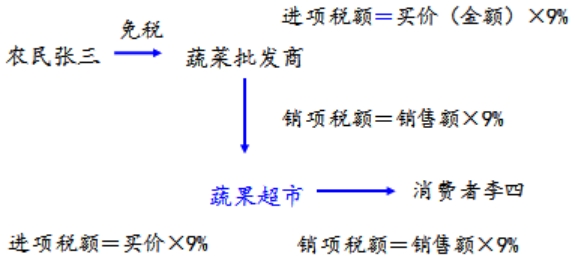 进项税额＝买价（金额）×9%
免税
农民张三
蔬菜批发商
销项税额＝销售额×9%
蔬果超市
消费者李四
进项税额＝买价×9%
销项税额＝销售额×9%